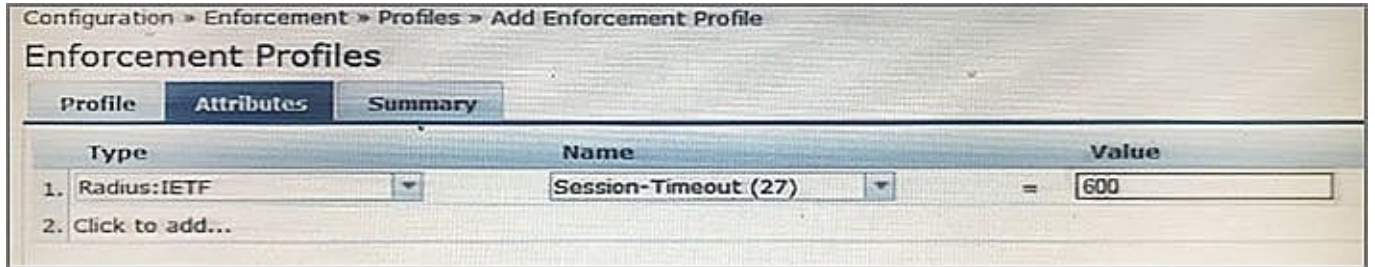 Configuration » Enforcement » Profiles » Add Enforcement Profile
Enforcement Profiles
Profile Attributes Summary
Type Name Value
1. Radius:IETF Session-Timeout (27) = 600
2. Click to add...